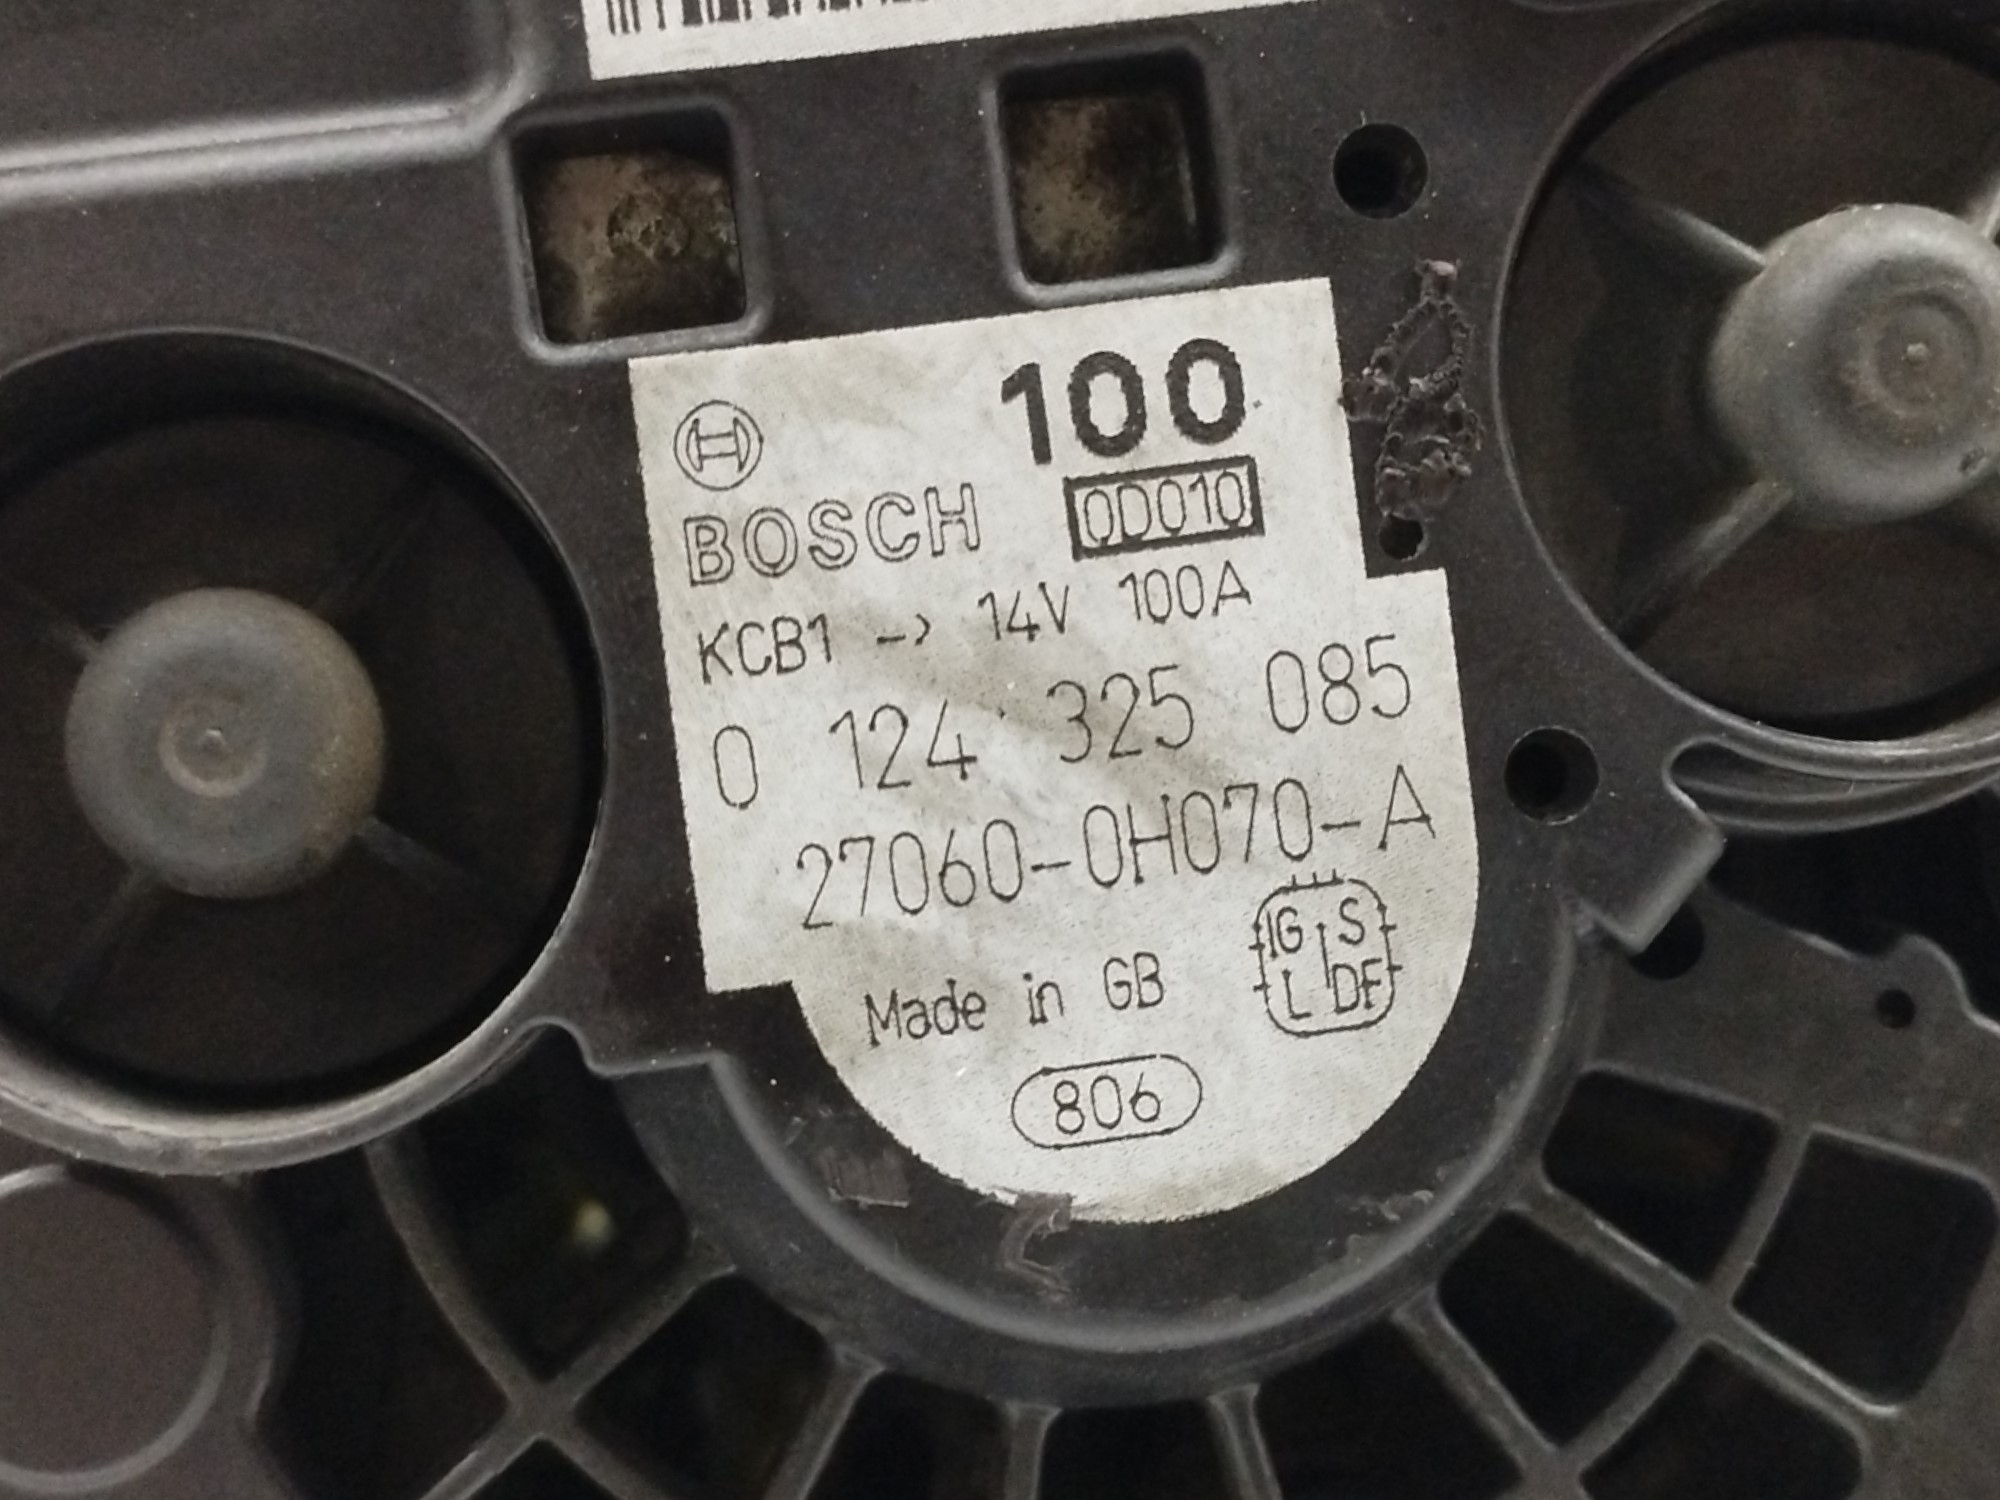 100
BOSCH 0D010
KCB1 -> 14V 100A
0 124 325 085
27060-0H070-A
IG S
L DF
Made in GB
806